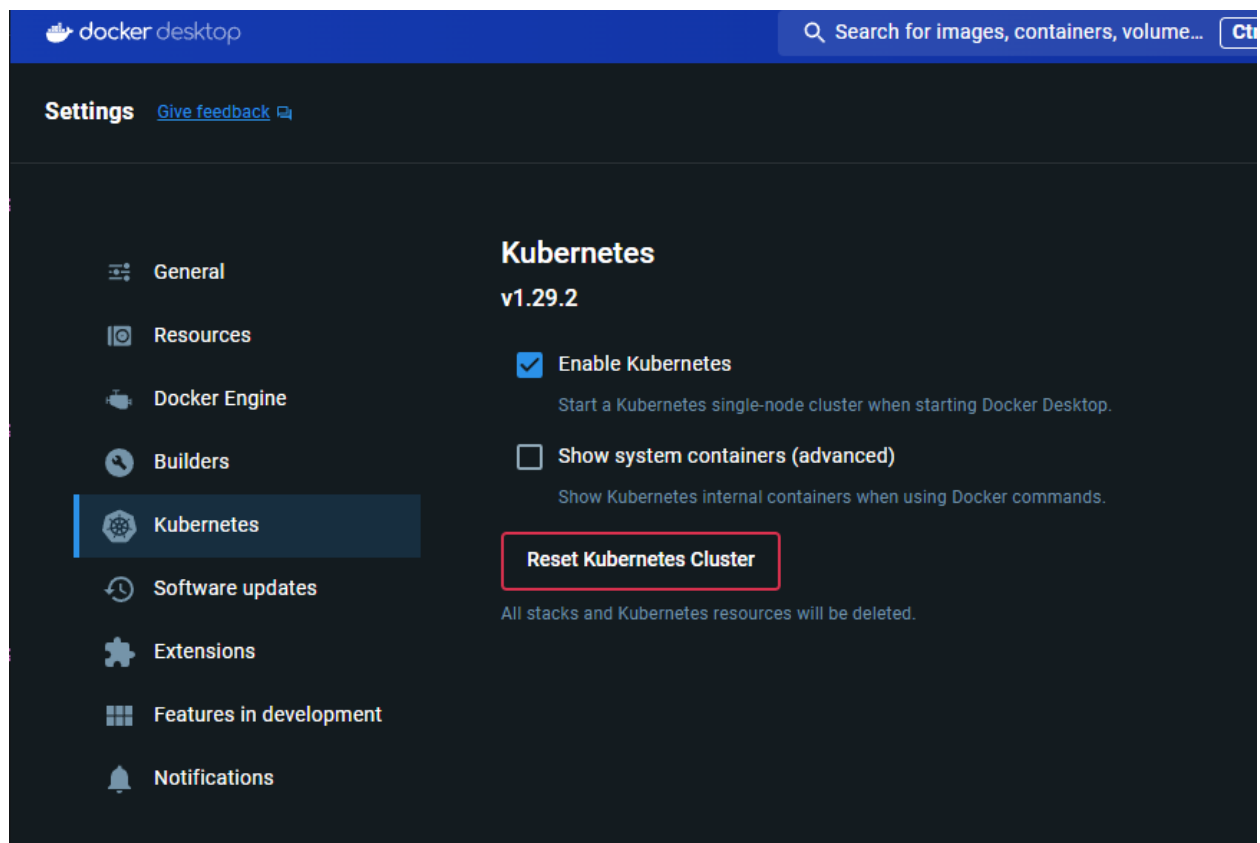 docker desktop
Search for images, containers, volume...
Ctr
Settings
Give feedback
General
Resources
Docker Engine
Builders
Kubernetes
Software updates
Extensions
Features in development
Notifications
Kubernetes
v1.29.2
Enable Kubernetes
Start a Kubernetes single-node cluster when starting Docker Desktop.
Show system containers (advanced)
Show Kubernetes internal containers when using Docker commands.
Reset Kubernetes Cluster
All stacks and Kubernetes resources will be deleted.